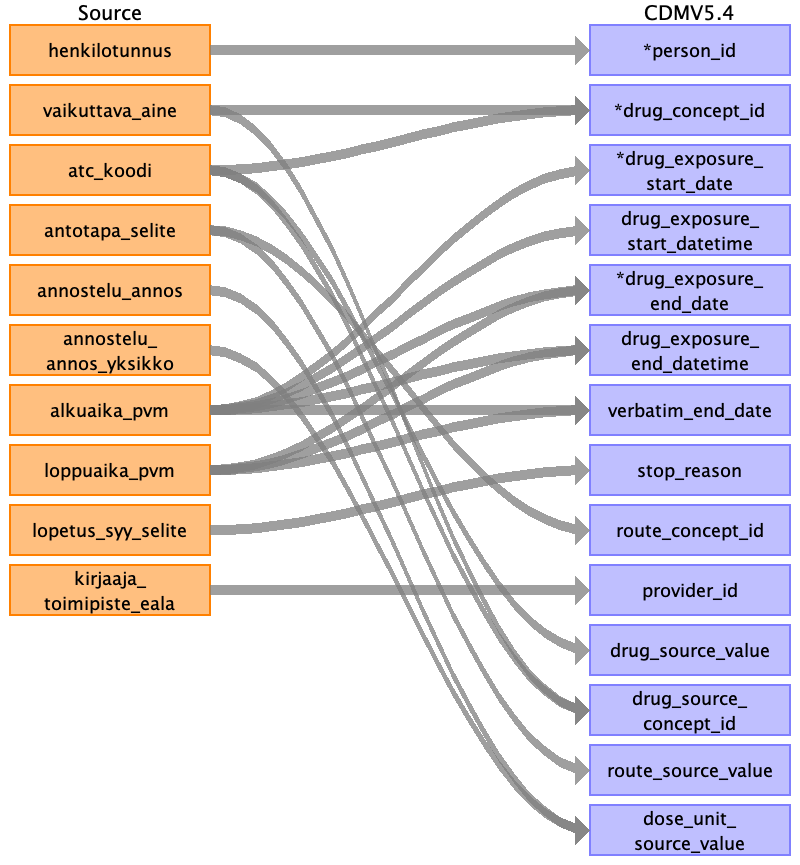 Source
CDMV5.4
henkilotunnus
*person_id
vaikuttava_aine
*drug_concept_id
atc_koodi
*drug_exposure_
start_date
antotapa_selite
drug_exposure_
start_datetime
annostelu_annos
*drug_exposure_
end_date
annostelu_
annos_yksikko
drug_exposure_
end_datetime
alkuaika_pvm
verbatim_end_date
loppuaika_pvm
stop_reason
lopetus_syy_selite
route_concept_id
kirjaaja_
toimipiste_eala
provider_id
drug_source_value
drug_source_
concept_id
route_source_value
dose_unit_
source_value